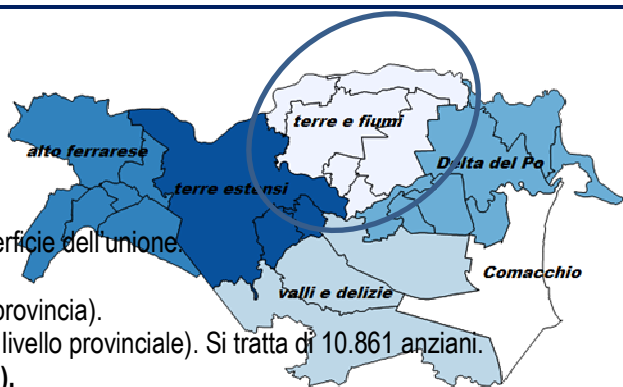 terre e fiumi
alto ferrarese
Delta del Po
terre estensi
erficie dell'unione.
Comacchio
valli e delizie
provincia).
livello provinciale). Si tratta di 10.861 anziani.
).